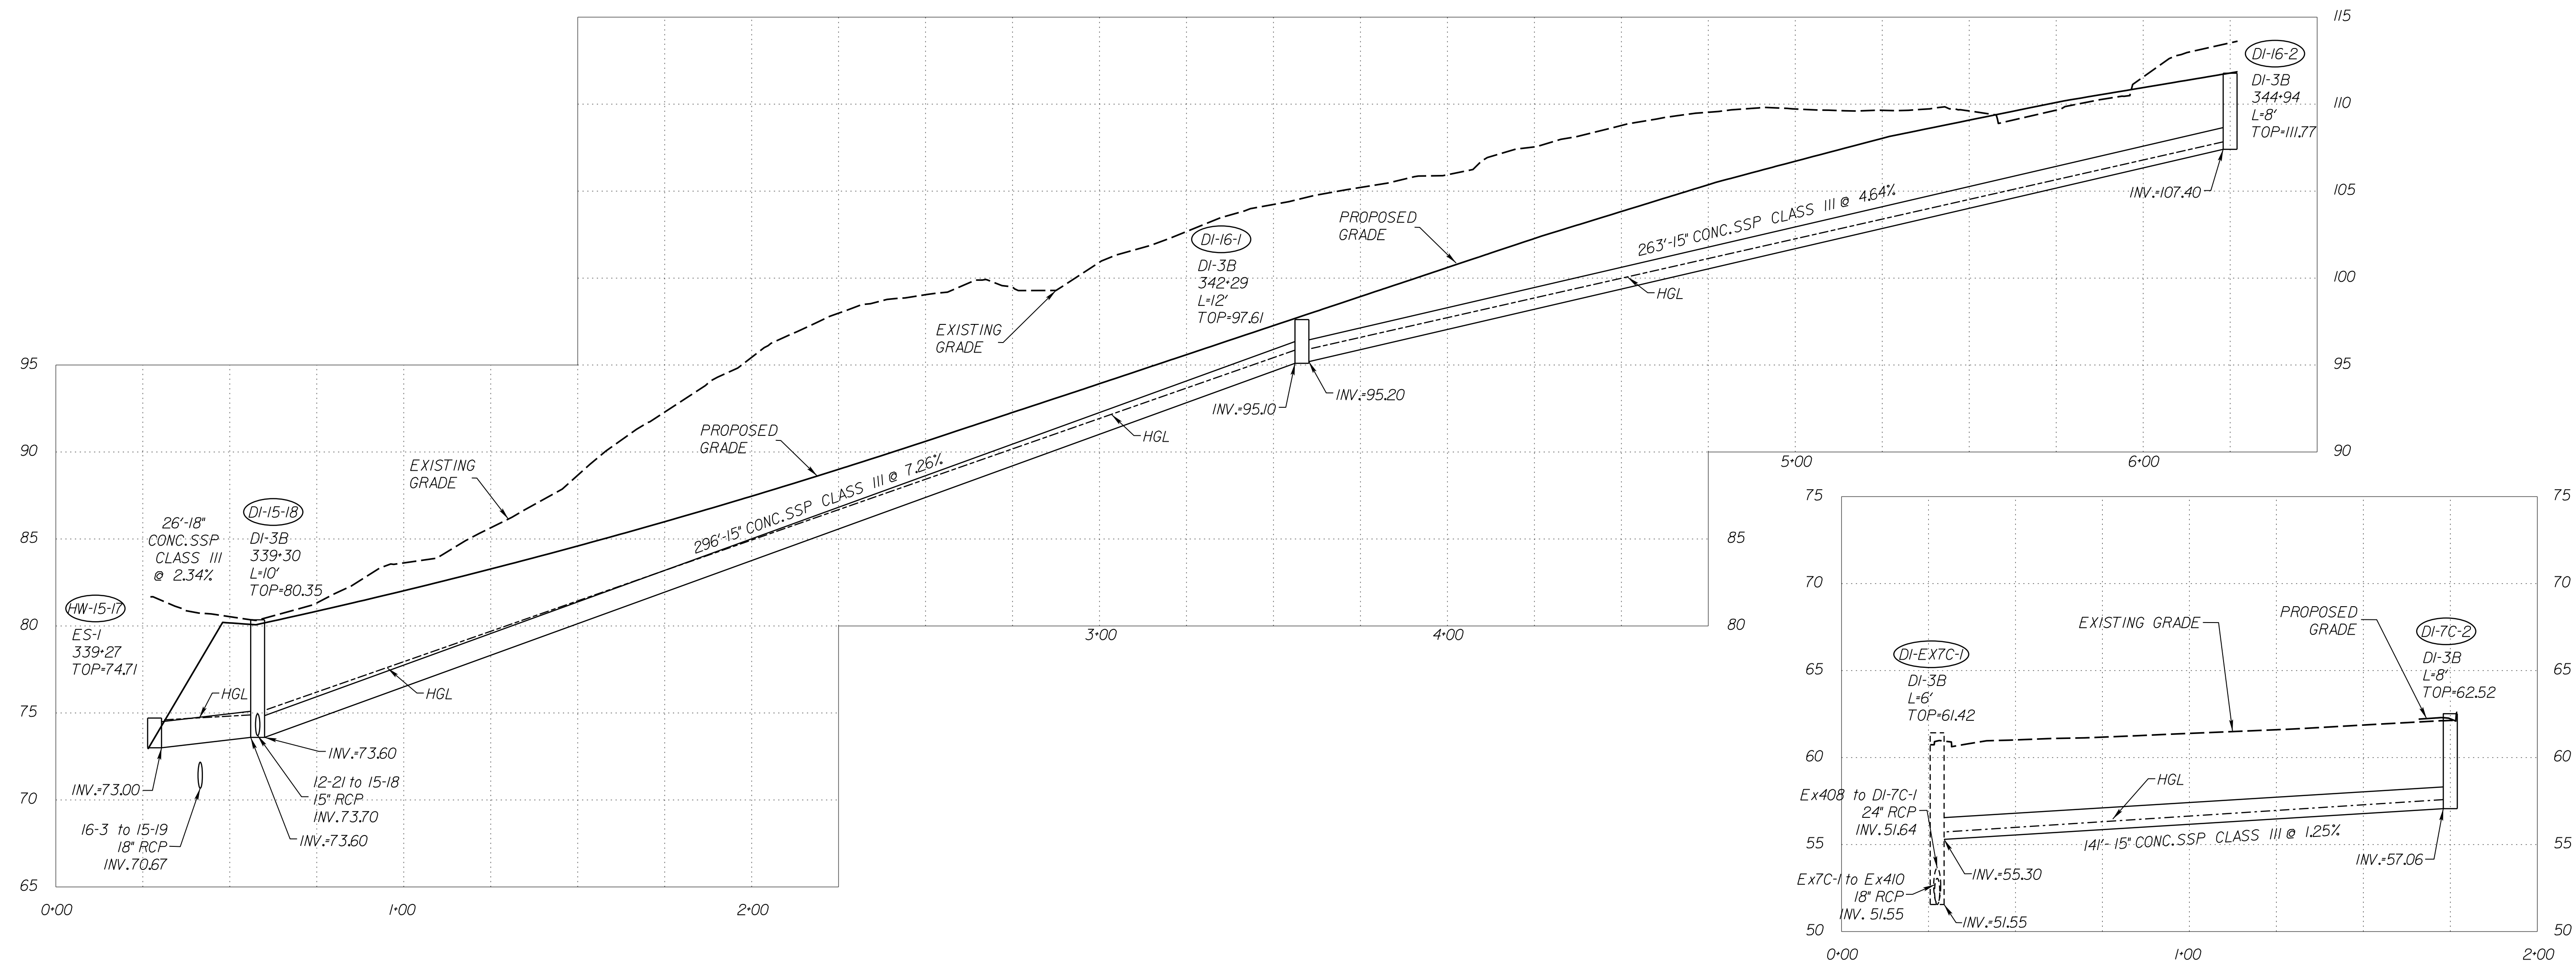 115
110
105
100
95
90
95
90
85
80
75
70
65
85
80
0+00
1+00
2+00
3+00
4+00
5+00
6+00
HW-15-17
ES-1
339+27
TOP=74.71
26'-18"
CONC.SSP
CLASS III
@ 2.34%
DI-15-18
DI-3B
339+30
L=10'
TOP=80.35
HGL
INV.=73.00
16-3 to 15-19
18" RCP
INV.70.67
INV.=73.60
12-21 to 15-18
15" RCP
INV.73.70
INV.=73.60
HGL
EXISTING
GRADE
PROPOSED
GRADE
296'-15" CONC.SSP CLASS III @ 7.26%
EXISTING
GRADE
HGL
DI-16-1
DI-3B
342+29
L=12'
TOP=97.61
INV.=95.10
INV.=95.20
PROPOSED
GRADE
263'-15" CONC.SSP CLASS III @ 4.64%
HGL
INV.=107.40
DI-16-2
DI-3B
344+94
L=8'
TOP=111.77
75
70
65
60
55
50
75
70
65
60
55
50
0+00
1+00
2+00
DI-EX7C-1
DI-3B
L=6'
TOP=61.42
Ex408 to DI-7C-1
24" RCP
INV.51.64
Ex7C-1 to Ex410
18" RCP
INV. 51.55
INV.=55.30
INV.=51.55
EXISTING GRADE
HGL
141'-15" CONC.SSP CLASS III @ 1.25%
PROPOSED
GRADE
DI-7C-2
DI-3B
L=8'
TOP=62.52
INV.=57.06